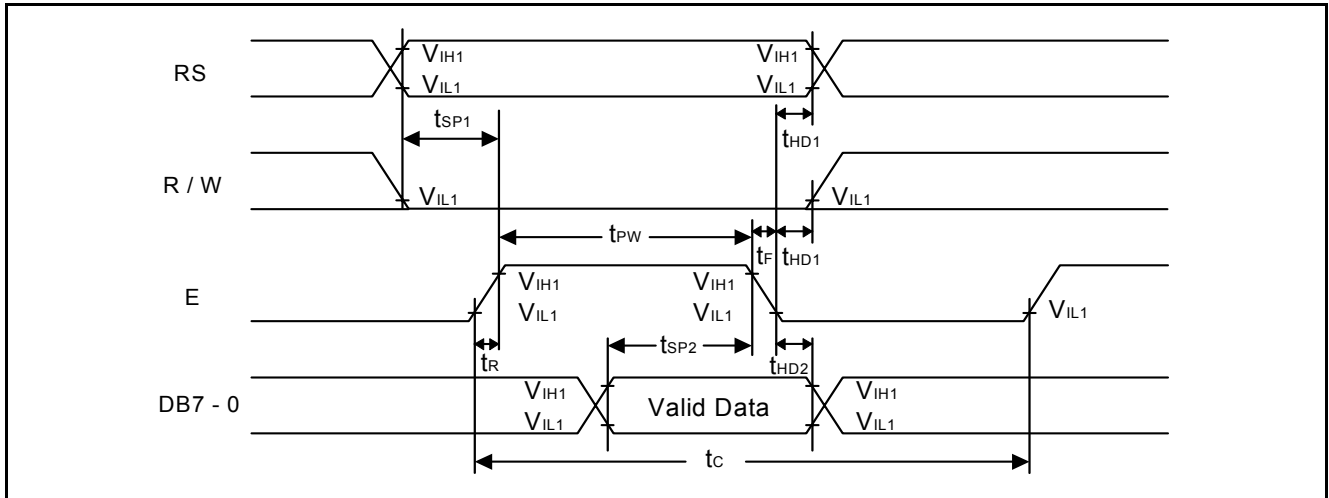 RS
VIH1 VIH1
VIL1 VIL1
tSP1 tHD1
R / W
VIL1 VIL1
tPW tF tHD1
E
VIH1 VIH1
VIL1 VIL1 VIL1
tR tSP2 tHD2
DB7 - 0
VIH1 Valid Data VIH1
VIL1 VIL1
tC